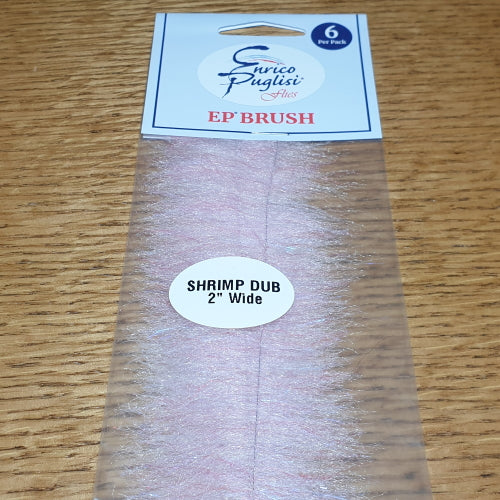 6
Per Pack
Enrico
Puglisi®
Flies
EP® BRUSH
SHRIMP DUB
2" Wide